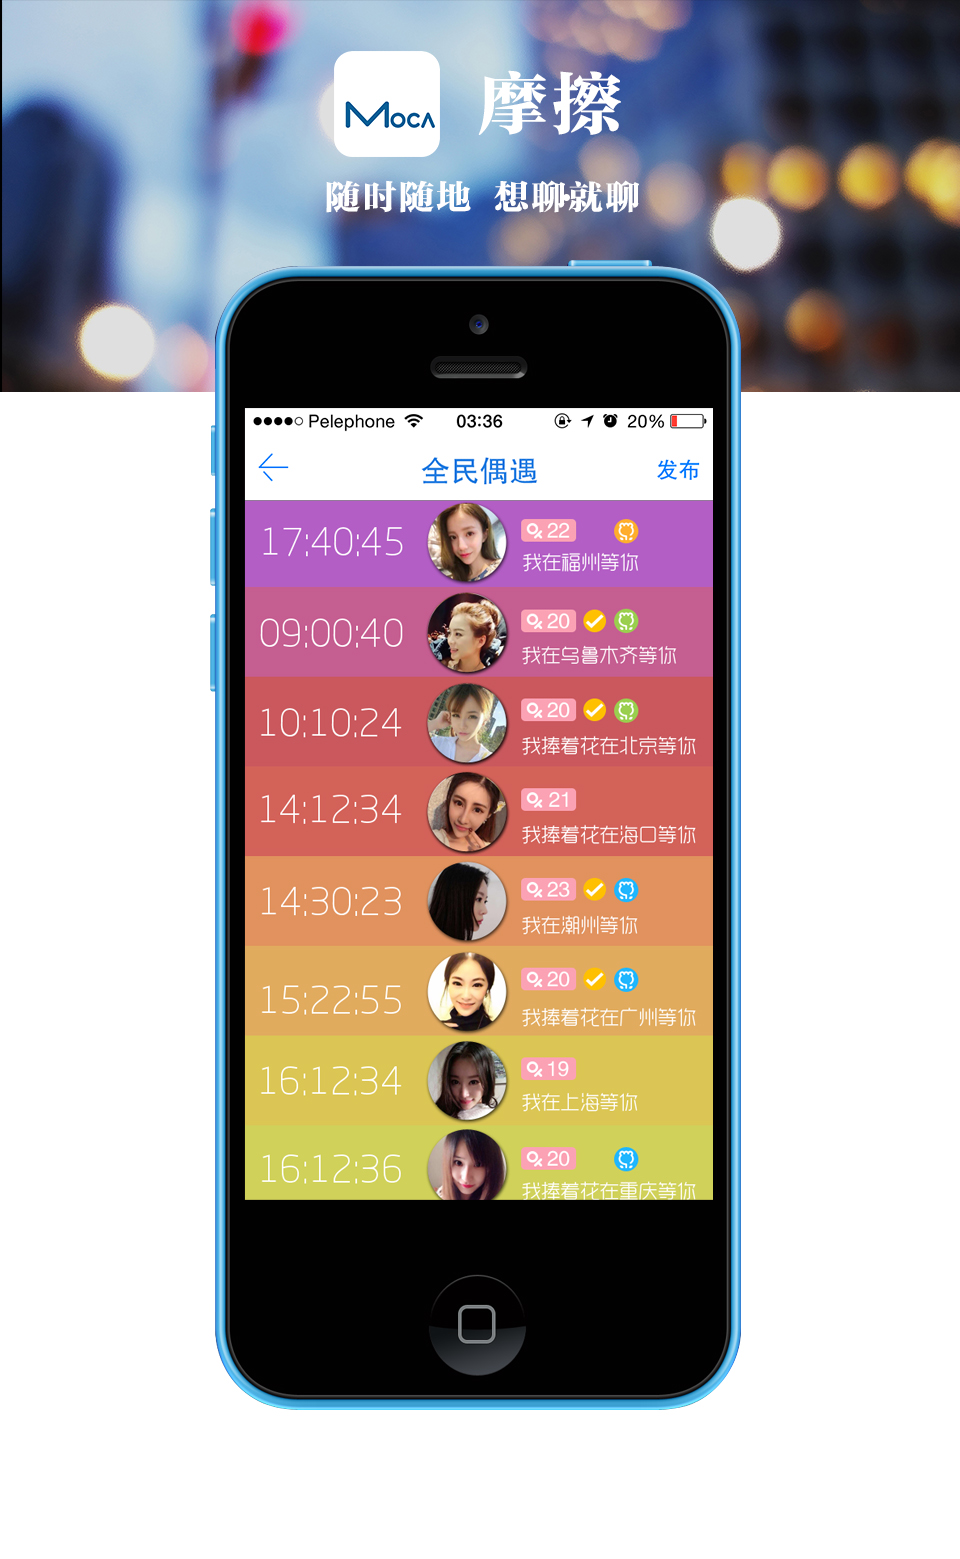 MOCA
摩擦
随时随地 想聊就聊
Pelephone 03:36 20%
全民偶遇 发布
17:40:45 22
我在福州等你
09:00:40 20
我在乌鲁木齐等你
10:10:24 20
我捧着花在北京等你
14:12:34 21
我捧着花在海口等你
14:30:23 23
我在潮州等你
15:22:55 20
我捧着花在广州等你
16:12:34 19
我在上海等你
16:12:36 20
我捧着花在重庆等你